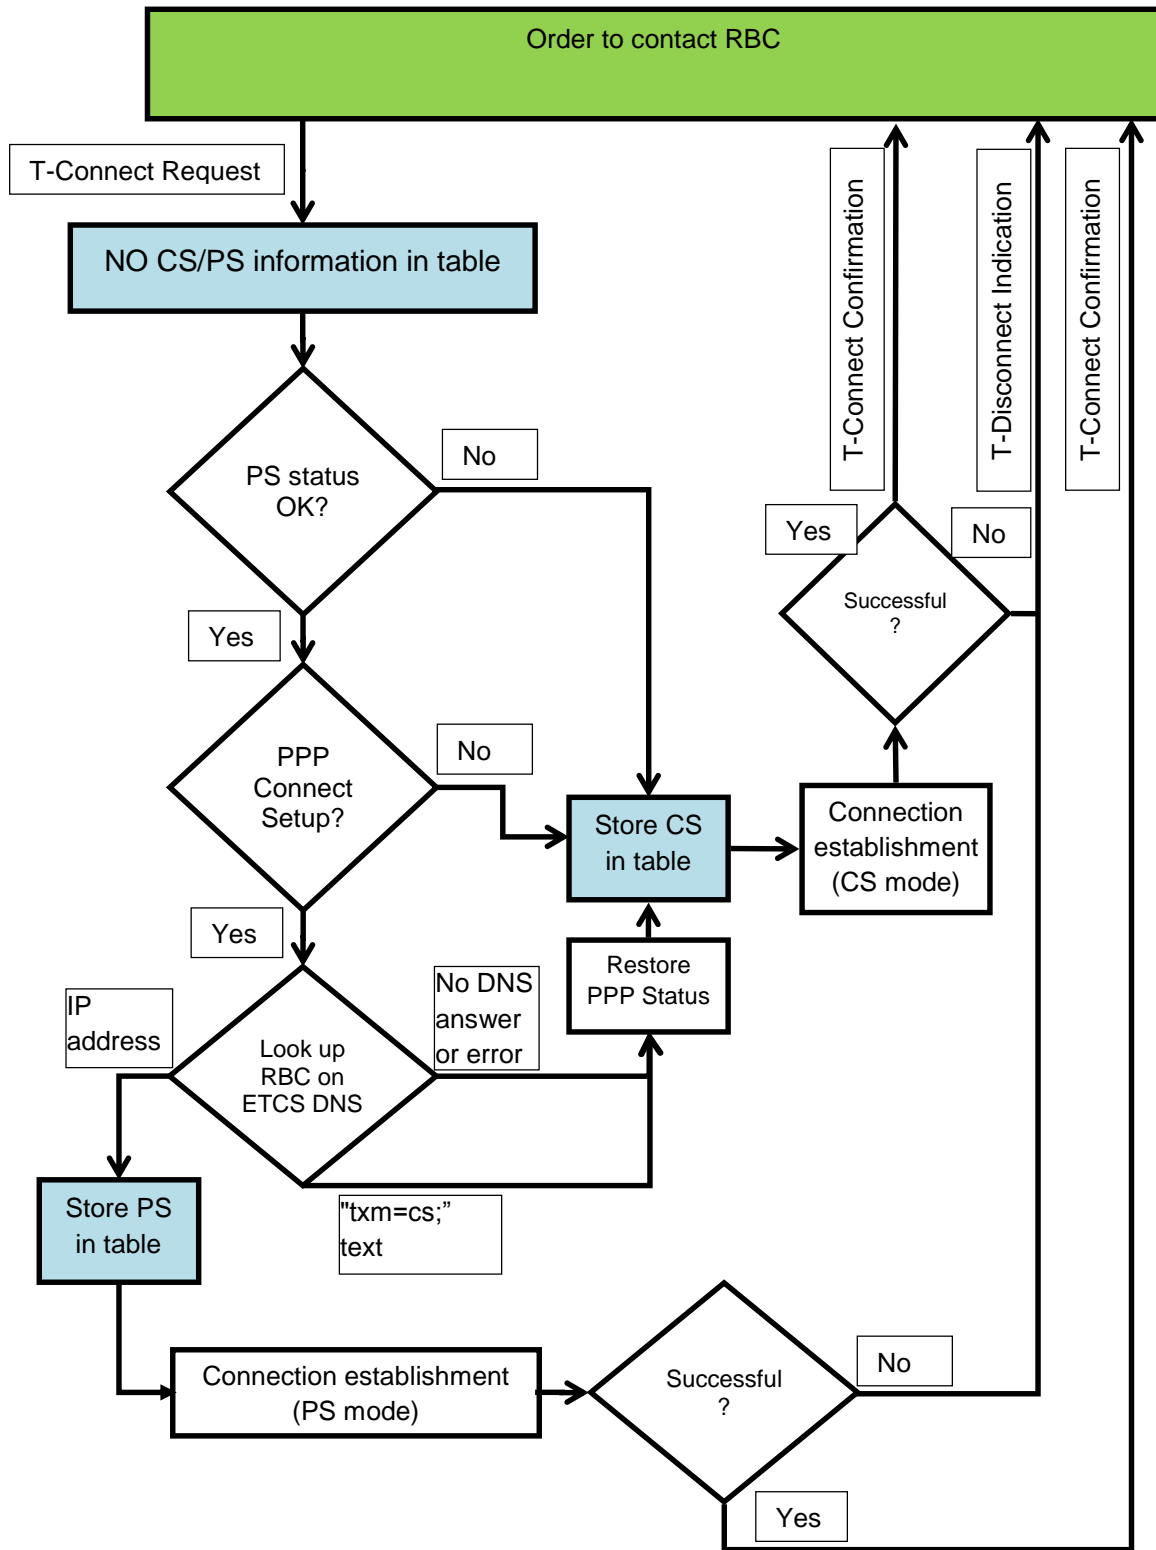 Order to contact RBC
T-Connect Request
NO CS/PS information in table
T-Connect Confirmation
T-Disconnect Indication
T-Connect Confirmation
PS status
OK?
No
Yes
Yes
No
Successful
?
PPP
Connect
Setup?
No
Store CS
in table
Connection
establishment
(CS mode)
Yes
Restore
PPP Status
IP
address
No DNS
answer
or error
Look up
RBC on
ETCS DNS
Store PS
in table
"txm=cs;”
text
Connection establishment
(PS mode)
Successful
?
No
Yes